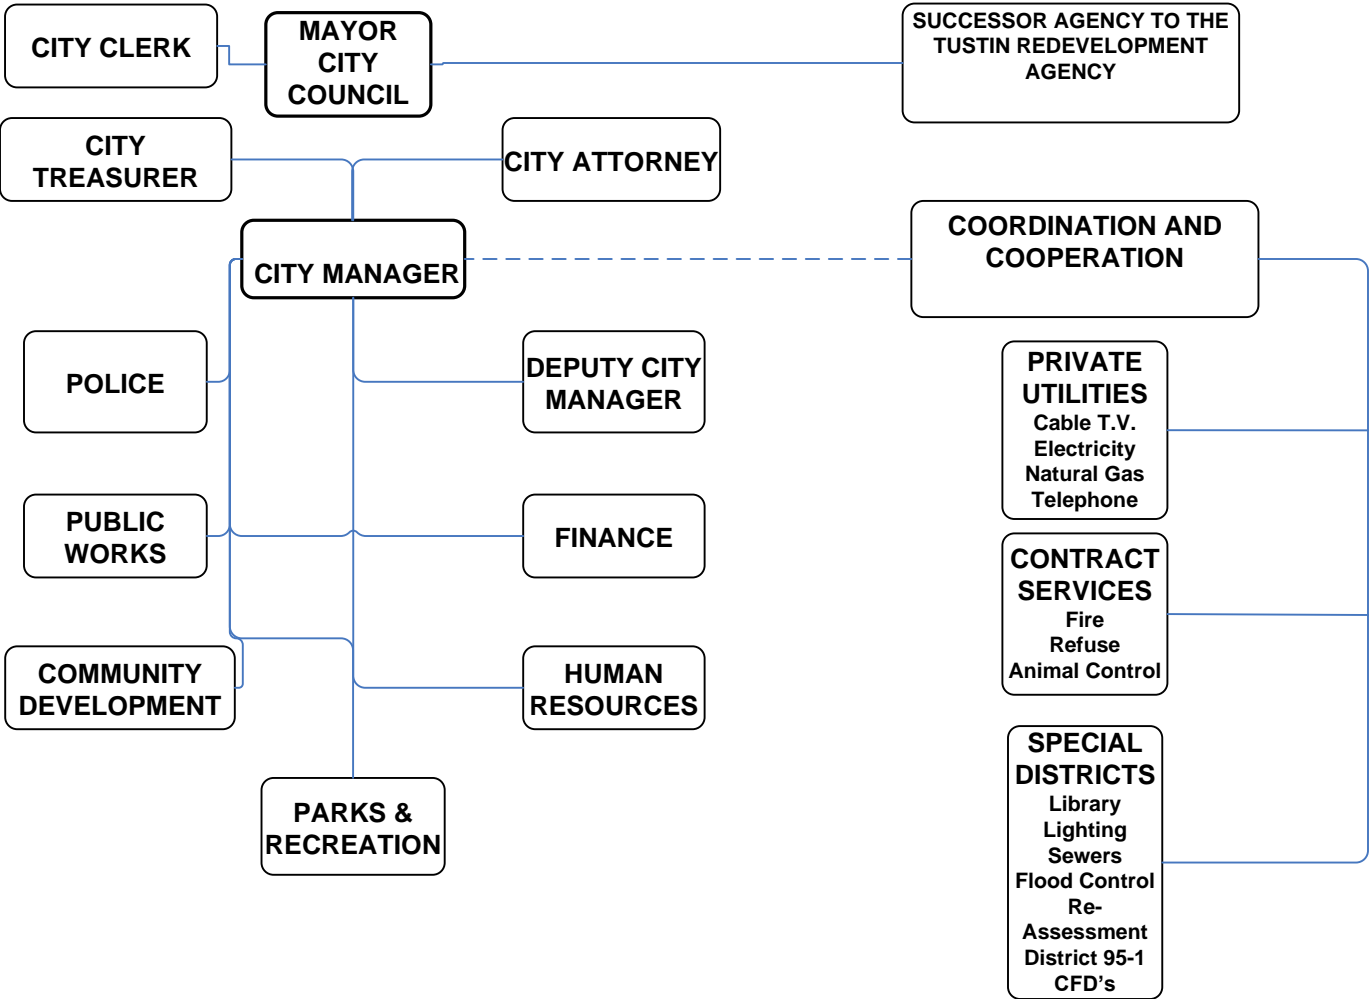 CITY CLERK
MAYOR
CITY
COUNCIL
SUCCESSOR AGENCY TO THE
TUSTIN REDEVELOPMENT
AGENCY
CITY
TREASURER
CITY ATTORNEY
CITY MANAGER
COORDINATION AND
COOPERATION
POLICE
DEPUTY CITY
MANAGER
PUBLIC
WORKS
FINANCE
COMMUNITY
DEVELOPMENT
HUMAN
RESOURCES
PARKS &
RECREATION
PRIVATE
UTILITIES
Cable T.V.
Electricity
Natural Gas
Telephone
CONTRACT
SERVICES
Fire
Refuse
Animal Control
SPECIAL
DISTRICTS
Library
Lighting
Sewers
Flood Control
Re-
Assessment
District 95-1
CFD's